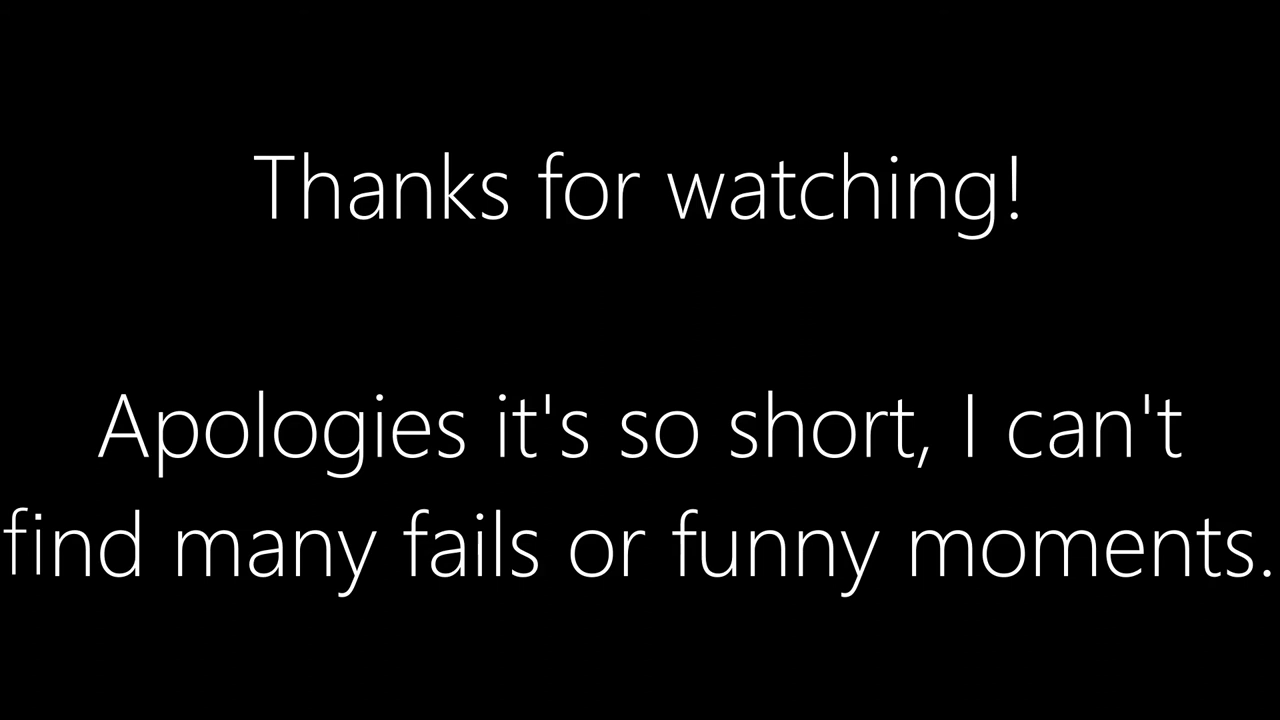 Thanks for watching!
Apologies it's so short, I can't
find many fails or funny moments.